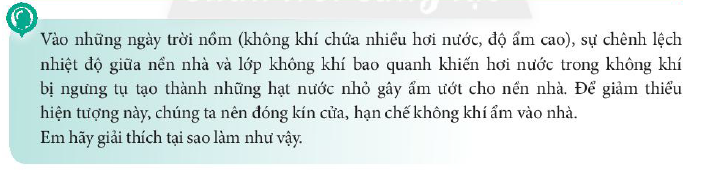 Vào những ngày trời nồm (không khí chứa nhiều hơi nước, độ ẩm cao), sự chênh lệch
nhiệt độ giữa nền nhà và lớp không khí bao quanh khiến hơi nước trong không khí
bị ngưng tụ tạo thành những hạt nước nhỏ gây ẩm ướt cho nền nhà. Để giảm thiểu
hiện tượng này, chúng ta nên đóng kín cửa, hạn chế không khí ẩm vào nhà.
Em hãy giải thích tại sao làm như vậy.